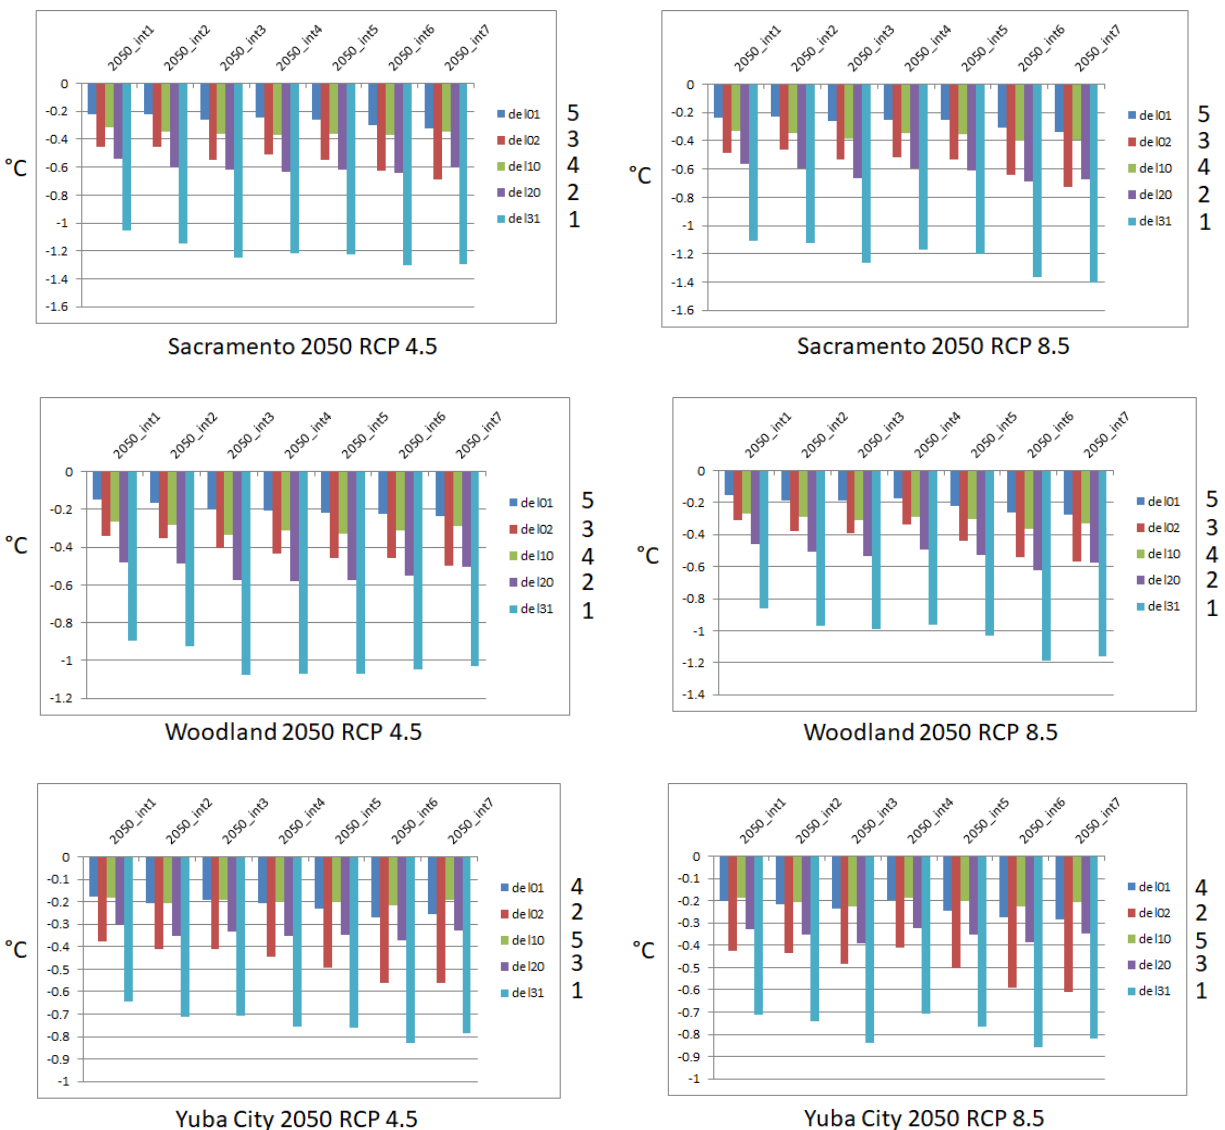 2050_int1 2050_int2 2050_int3 2050_int4 2050_int5 2050_int6 2050_int7
0
-0.2
-0.4
-0.6
-0.8
-1
-1.2
-1.4
-1.6
°C
del01 5
del02 3
del10 4
del20 2
del31 1
Sacramento 2050 RCP 4.5
2050_int1 2050_int2 2050_int3 2050_int4 2050_int5 2050_int6 2050_int7
0
-0.2
-0.4
-0.6
-0.8
-1
-1.2
-1.4
-1.6
°C
del01 5
del02 3
del10 4
del20 2
del31 1
Sacramento 2050 RCP 8.5
2050_int1 2050_int2 2050_int3 2050_int4 2050_int5 2050_int6 2050_int7
0
-0.2
-0.4
-0.6
-0.8
-1
-1.2
°C
del01 5
del02 3
del10 4
del20 2
del31 1
Woodland 2050 RCP 4.5
2050_int1 2050_int2 2050_int3 2050_int4 2050_int5 2050_int6 2050_int7
0
-0.2
-0.4
-0.6
-0.8
-1
-1.2
-1.4
°C
del01 5
del02 3
del10 4
del20 2
del31 1
Woodland 2050 RCP 8.5
2050_int1 2050_int2 2050_int3 2050_int4 2050_int5 2050_int6 2050_int7
0
-0.1
-0.2
-0.3
-0.4
-0.5
-0.6
-0.7
-0.8
-0.9
-1
°C
del01 4
del02 2
del10 5
del20 3
del31 1
Yuba City 2050 RCP 4.5
2050_int1 2050_int2 2050_int3 2050_int4 2050_int5 2050_int6 2050_int7
0
-0.1
-0.2
-0.3
-0.4
-0.5
-0.6
-0.7
-0.8
-0.9
-1
°C
del01 4
del02 2
del10 5
del20 3
del31 1
Yuba City 2050 RCP 8.5